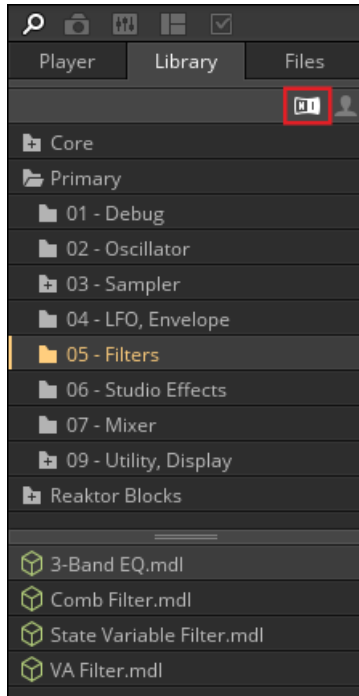 Player Library Files
NI
Core
Primary
01 - Debug
02 - Oscillator
03 - Sampler
04 - LFO, Envelope
05 - Filters
06 - Studio Effects
07 - Mixer
09 - Utility, Display
Reaktor Blocks
3-Band EQ.mdl
Comb Filter.mdl
State Variable Filter.mdl
VA Filter.mdl